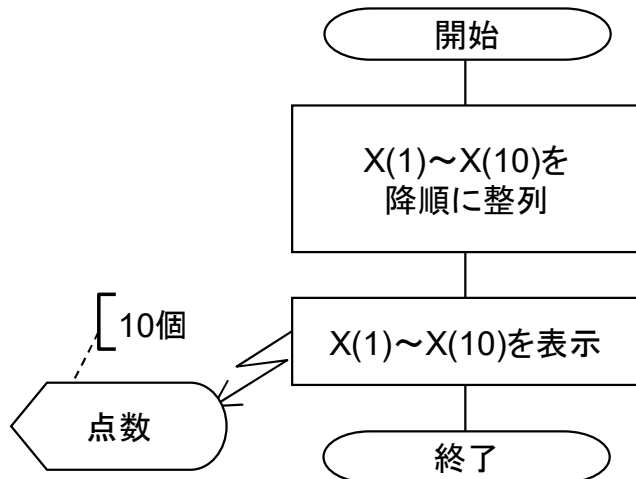 開始
X(1)～X(10)を
降順に整列
10個
X(1)～X(10)を表示
点数
終了